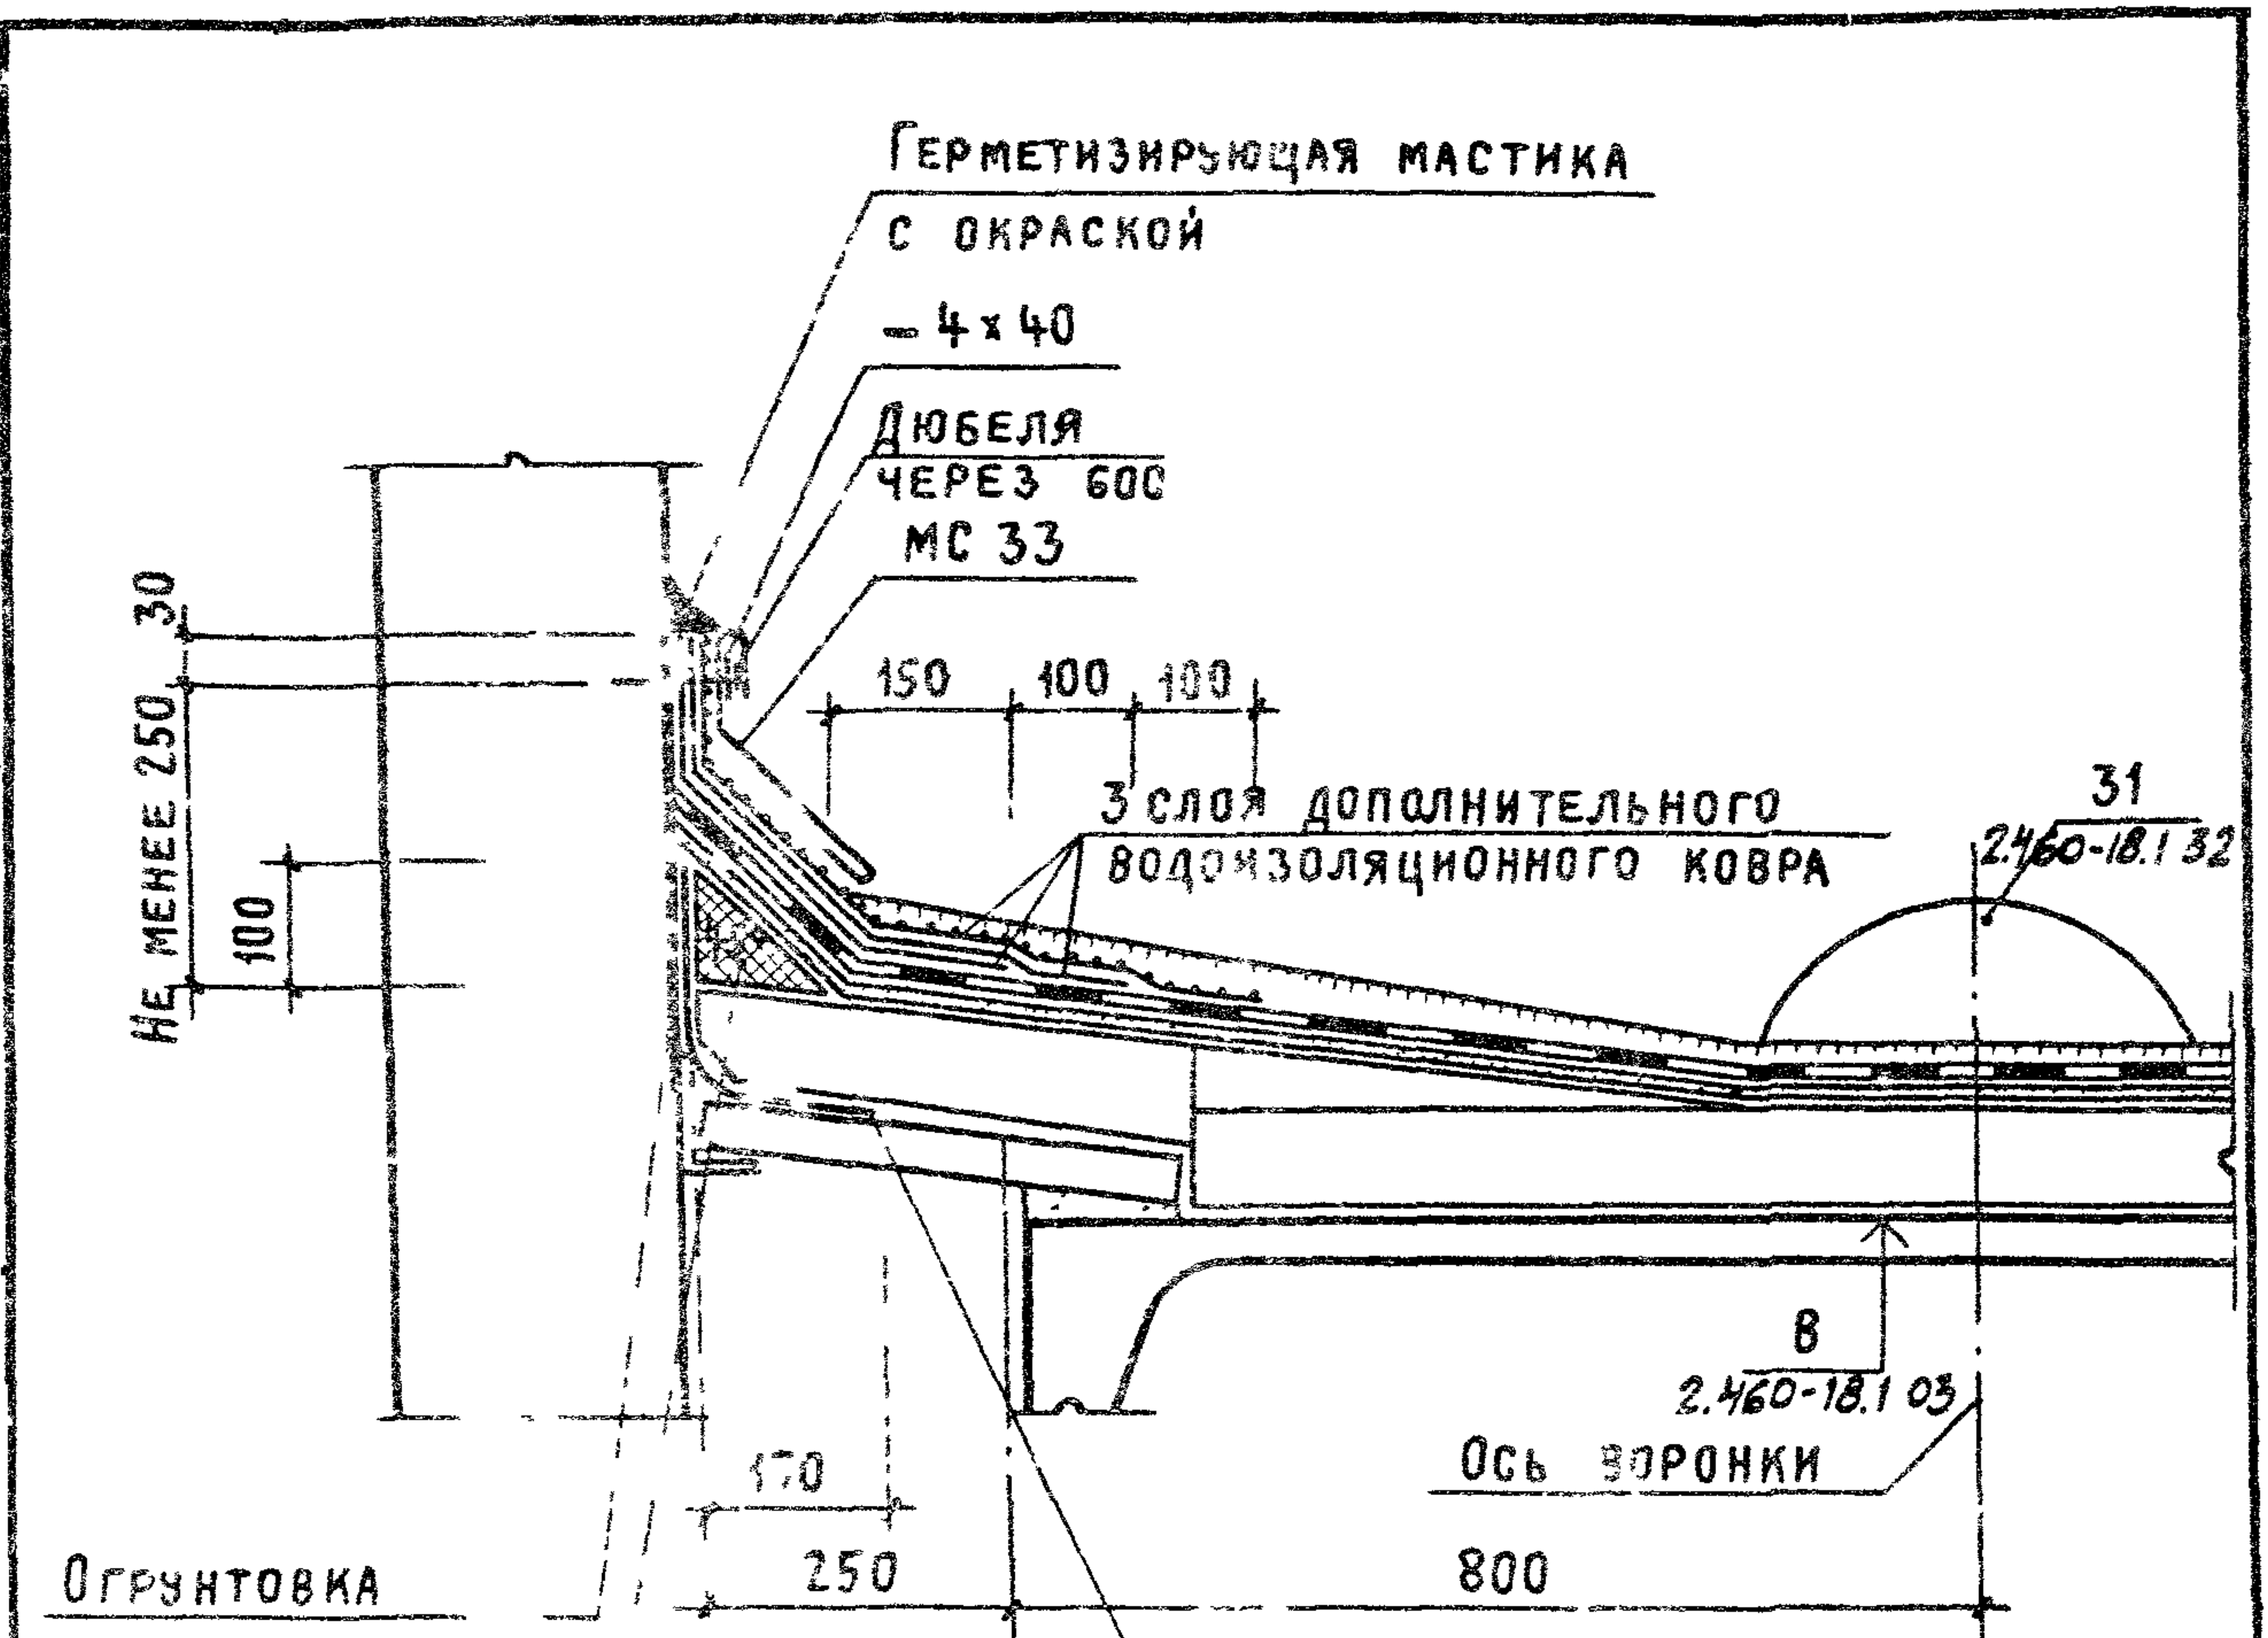 ГЕРМЕТИЗИРУЮЩАЯ МАСТИКА
С ОКРАСКОЙ
– 4 x 40
ДЮБЕЛЯ
ЧЕРЕЗ 600
МС 33
30
НЕ МЕНЕЕ 250
100
150 100 100
3 СЛОЯ ДОПОЛНИТЕЛЬНОГО
ВОДОИЗОЛЯЦИОННОГО КОВРА
31
2.460-18.1 32
В
2.460-18.1 03
ОСЬ ВОРОНКИ
250
800
ОГРУНТОВКА